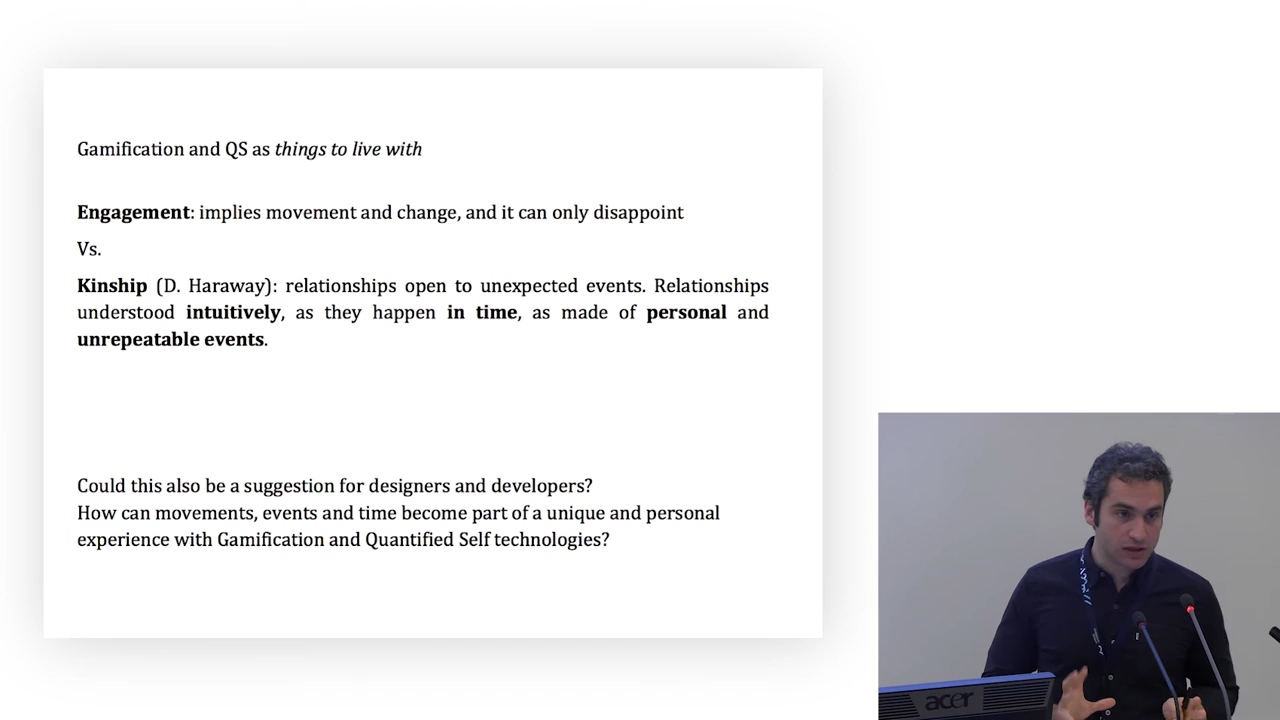 Gamification and QS as things to live with
Engagement: implies movement and change, and it can only disappoint
Vs.
Kinship (D. Haraway): relationships open to unexpected events. Relationships
understood intuitively, as they happen in time, as made of personal and
unrepeatable events.
Could this also be a suggestion for designers and developers?
How can movements, events and time become part of a unique and personal
experience with Gamification and Quantified Self technologies?
acer